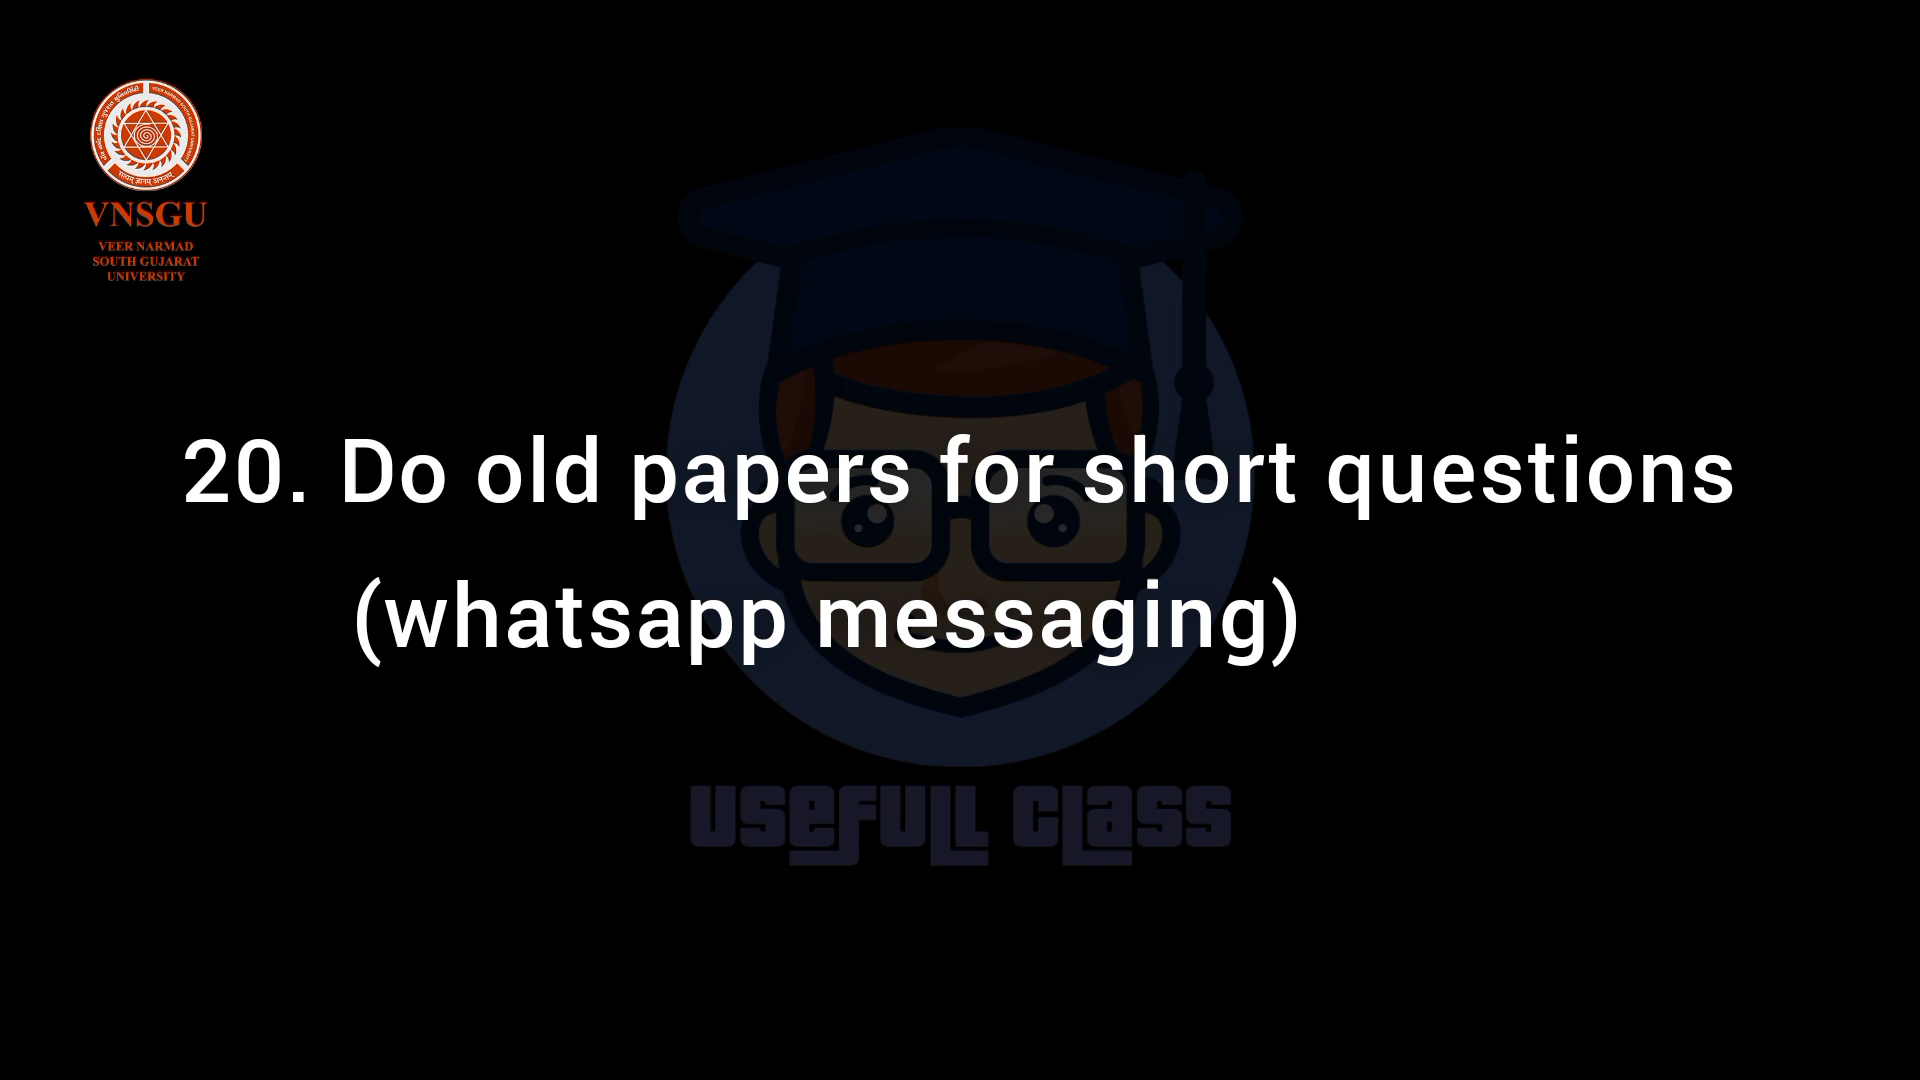 VNSGU
VEER NARMAD
SOUTH GUJARAT
UNIVERSITY
20. Do old papers for short questions
(whatsapp messaging)
USEFULL CLASS